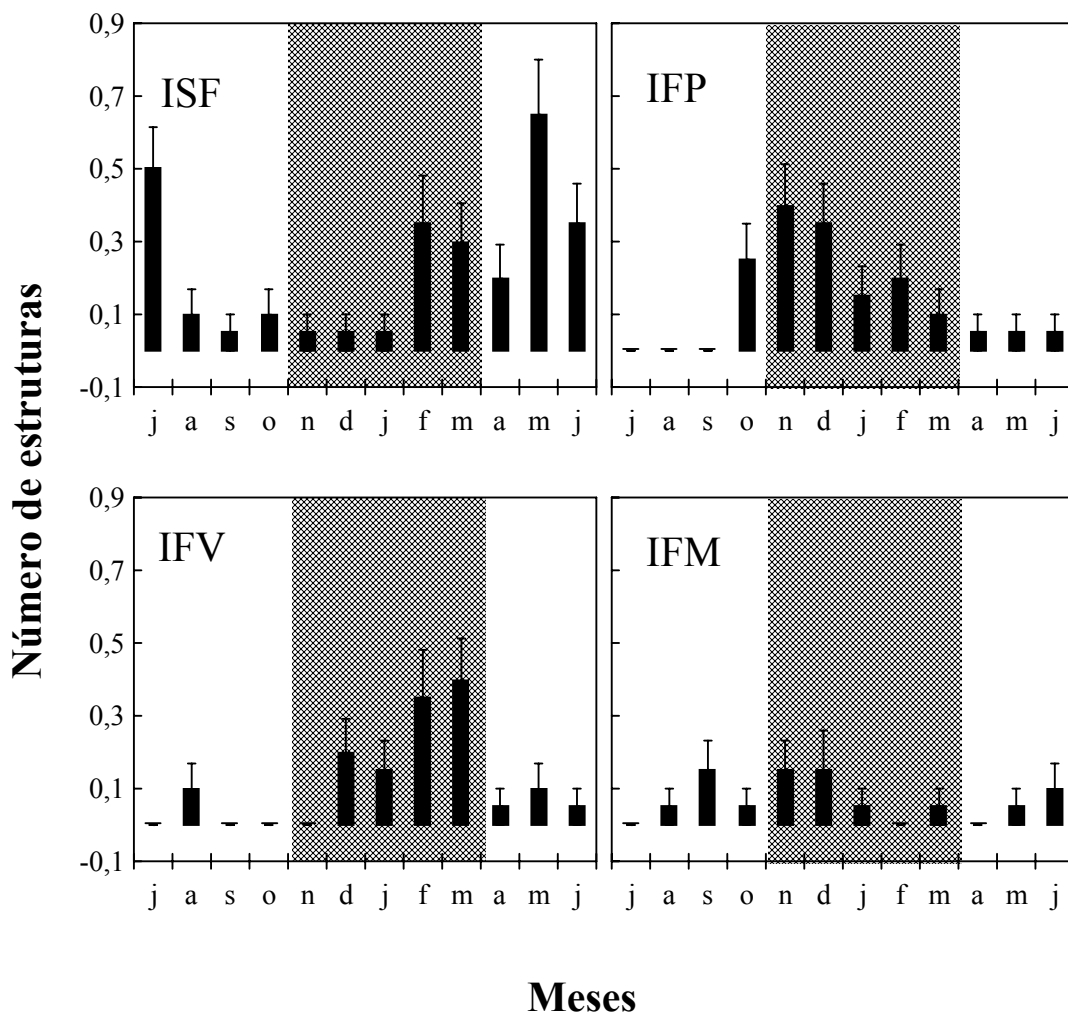 Número de estruturas
0,9
0,7
0,5
0,3
0,1
-0,1
ISF
j a s o n d j f m a m j
IFP
j a s o n d j f m a m j
0,9
0,7
0,5
0,3
0,1
-0,1
IFV
j a s o n d j f m a m j
IFM
j a s o n d j f m a m j
Meses